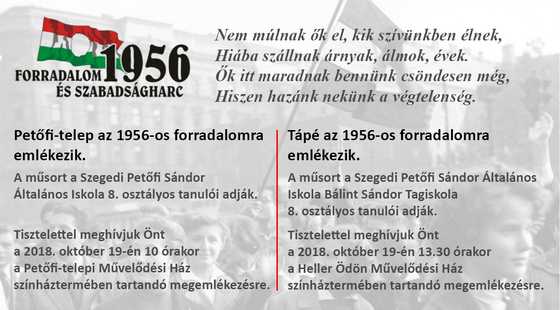 FORRADALOM 1956
ÉS SZABADSÁGHARC
Nem múlnak ők el, kik szívünkben élnek,
Hiába szállnak árnyak, álmok, évek.
Ők itt maradnak bennünk csöndesen még,
Hiszen hazánk nekünk a végtelenség.
Petőfi-telep az 1956-os forradalomra
emlékezik.
A műsort a Szegedi Petőfi Sándor
Általános Iskola 8. osztályos tanulói adják.
Tisztelettel meghívjuk Önt
a 2018. október 19-én 10 órakor
a Petőfi-telepi Művelődési Ház
színháztermében tartandó megemlékezésre.
Tápé az 1956-os forradalomra
emlékezik.
A műsort a Szegedi Petőfi Sándor Általános
Iskola Bálint Sándor Tagiskola
8. osztályos tanulói adják.
Tisztelettel meghívjuk Önt
a 2018. október 19-én 13.30 órakor
a Heller Ödön Művelődési Ház
színháztermében tartandó megemlékezésre.